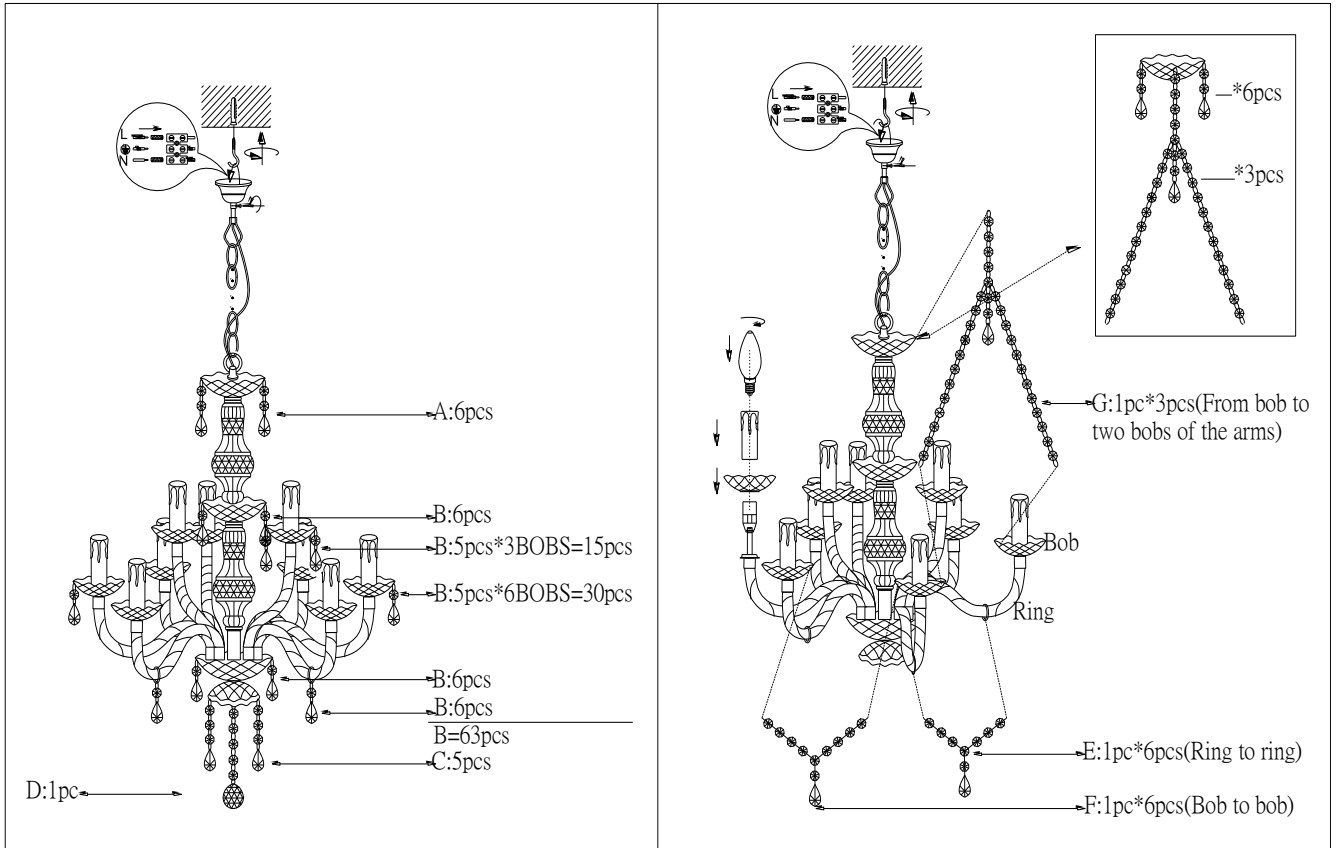 L
N
A:6pcs
B:6pcs
B:5pcs*3BOBS=15pcs
B:5pcs*6BOBS=30pcs
B:6pcs
B:6pcs
B=63pcs
C:5pcs
D:1pc
L
N
*6pcs
*3pcs
G:1pc*3pcs(From bob to
two bobs of the arms)
Bob
Ring
E:1pc*6pcs(Ring to ring)
F:1pc*6pcs(Bob to bob)